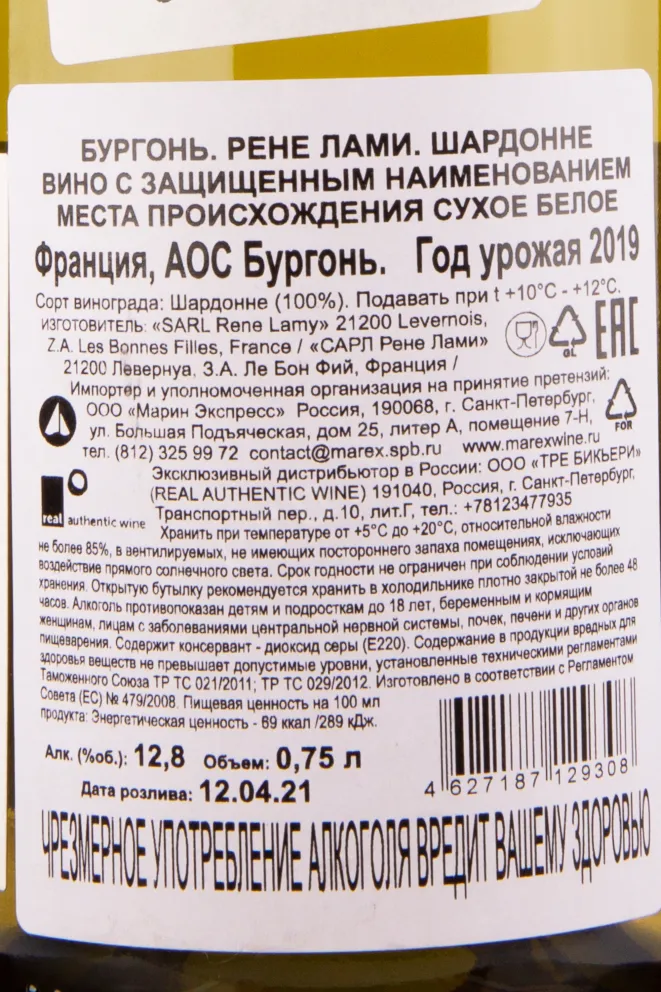 БУРГОНЬ. РЕНЕ ЛАМИ. ШАРДОННЕ
ВИНО С ЗАЩИЩЕННЫМ НАИМЕНОВАНИЕМ
МЕСТА ПРОИСХОЖДЕНИЯ СУХОЕ БЕЛОЕ
Франция, АОС Бургонь. Год урожая 2019
Сорт винограда: Шардонне (100%). Подавать при t +10°C - +12°C.
ИЗГОТОВИТЕЛЬ: «SARL Rene Lamy» 21200 Levernois,
Z.A. Les Bonnes Filles, France / «САРЛ Рене Лами»
21200 Левернуа, З.А. Ле Бон Фий, Франция /
GL
EAC
Импортер и уполномоченная организация на принятие претензий:
ООО «Марин Экспресс» Россия, 190068, г. Санкт-Петербург,
ул. Большая Подъяческая, дом 25, литер А, помещение 7-Н,
тел. (812) 325 99 72 contact@marex.spb.ru www.marexwine.ru
FOR
Эксклюзивный дистрибьютор в России: ООО «ТРЕ БИКЬЕРИ»
(REAL AUTHENTIC WINE) 191040, Россия, г. Санкт-Петербург,
Транспортный пер., д.10, лит.Г, тел.: +78123477935
real authentic wine
Хранить при температуре от +5°C до +20°C, относительной влажности
не более 85%, в вентилируемых, не имеющих постороннего запаха помещениях, исключающих
воздействие прямого солнечного света. Срок годности не ограничен при соблюдении условий
хранения. Открытую бутылку рекомендуется хранить в холодильнике плотно закрытой не более 48
часов. Алкоголь противопоказан детям и подросткам до 18 лет, беременным и кормящим
женщинам, лицам с заболеваниями центральной нервной системы, почек, печени и других органов
пищеварения. Содержит консервант - диоксид серы (Е220). Содержание в продукции вредных для
здоровья веществ не превышает допустимые уровни, установленные техническими регламентами
Таможенного Союза ТР ТС 021/2011; ТР ТС 029/2012. Изготовлено в соответствии с Регламентом
Совета (ЕС) № 479/2008. Пищевая ценность на 100 мл
продукта: Энергетическая ценность - 69 ккал /289 кДж.
Алк. (%об.): 12,8 Объем: 0,75 л
Дата розлива: 12.04.21
4 627187 129308
ЧРЕЗМЕРНОЕ УПОТРЕБЛЕНИЕ АЛКОГОЛЯ ВРЕДИТ ВАШЕМУ ЗДОРОВЬЮ